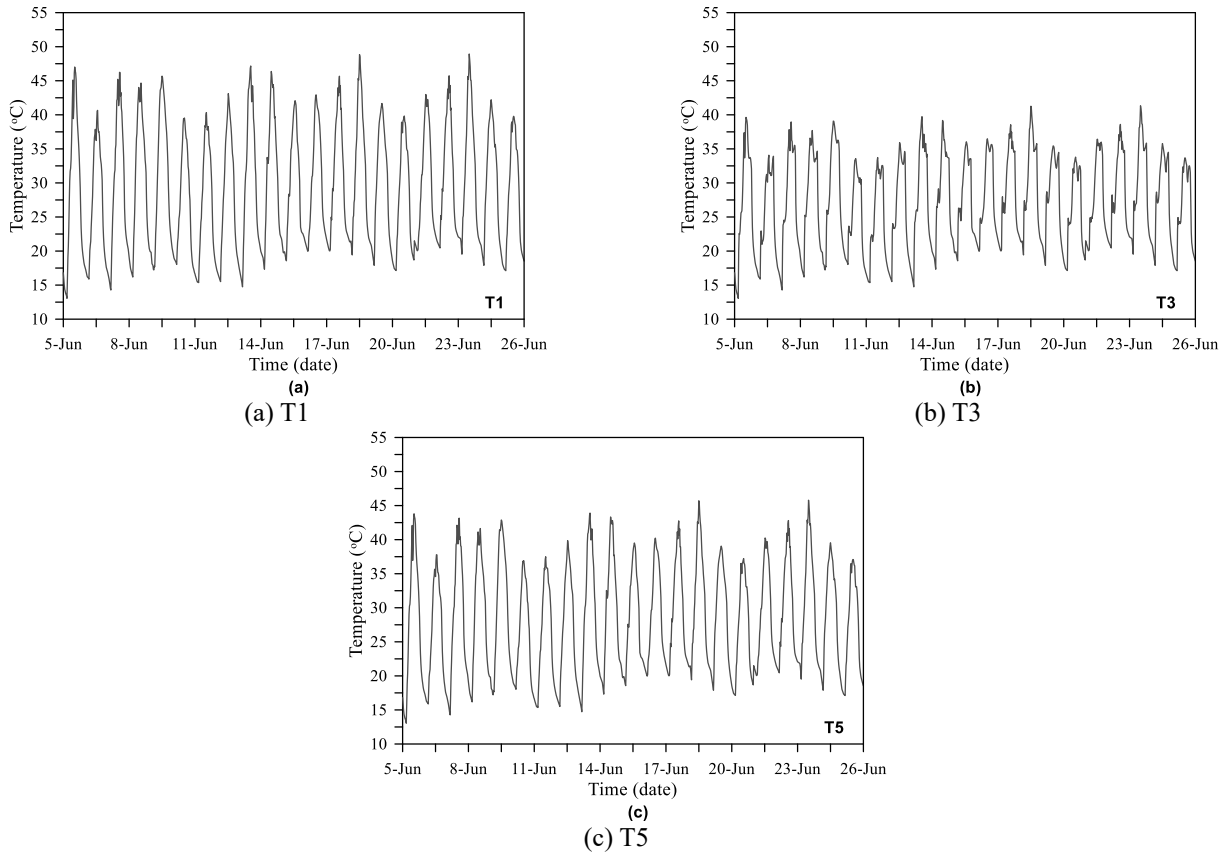 55
50
45
40
35
30
25
20
15
10
Temperature (°C)
5-Jun 8-Jun 11-Jun 14-Jun 17-Jun 20-Jun 23-Jun 26-Jun
Time (date)
T1
(a)
(a) T1
55
50
45
40
35
30
25
20
15
10
Temperature (°C)
5-Jun 8-Jun 11-Jun 14-Jun 17-Jun 20-Jun 23-Jun 26-Jun
Time (date)
T3
(b)
(b) T3
55
50
45
40
35
30
25
20
15
10
Temperature (°C)
5-Jun 8-Jun 11-Jun 14-Jun 17-Jun 20-Jun 23-Jun 26-Jun
Time (date)
T5
(c)
(c) T5